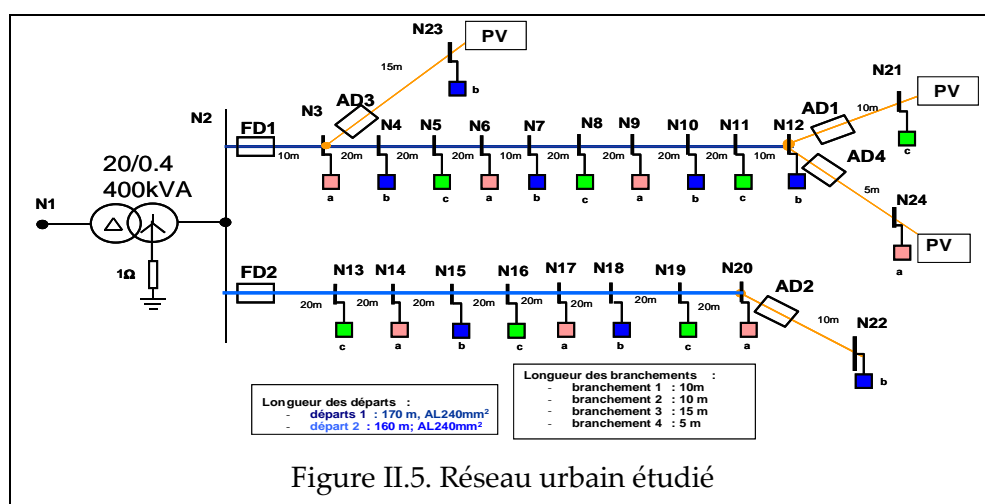 N23 PV
15m
b
N21 PV
AD1
10m
c
N2 FD1 N3 AD3 N4 N5 N6 N7 N8 N9 N10 N11 N12
10m 20m 20m 20m 10m 20m 20m 20m 20m 10m
a b c a b c a b c b
AD4
5m
N24
PV
a
20/0.4
400kVA
N1
1Ω
FD2 N13 N14 N15 N16 N17 N18 N19 N20 AD2
20m 20m 20m 20m 20m 20m 20m 20m
c a b c a b c a
10m
N22
b
Longueur des départs :
- départs 1 : 170 m, AL240mm²
- départ 2 : 160 m; AL240mm²
Longueur des branchements :
- branchement 1 : 10m
- branchement 2 : 10 m
- branchement 3 : 15 m
- branchement 4 : 5 m
Figure II.5. Réseau urbain étudié